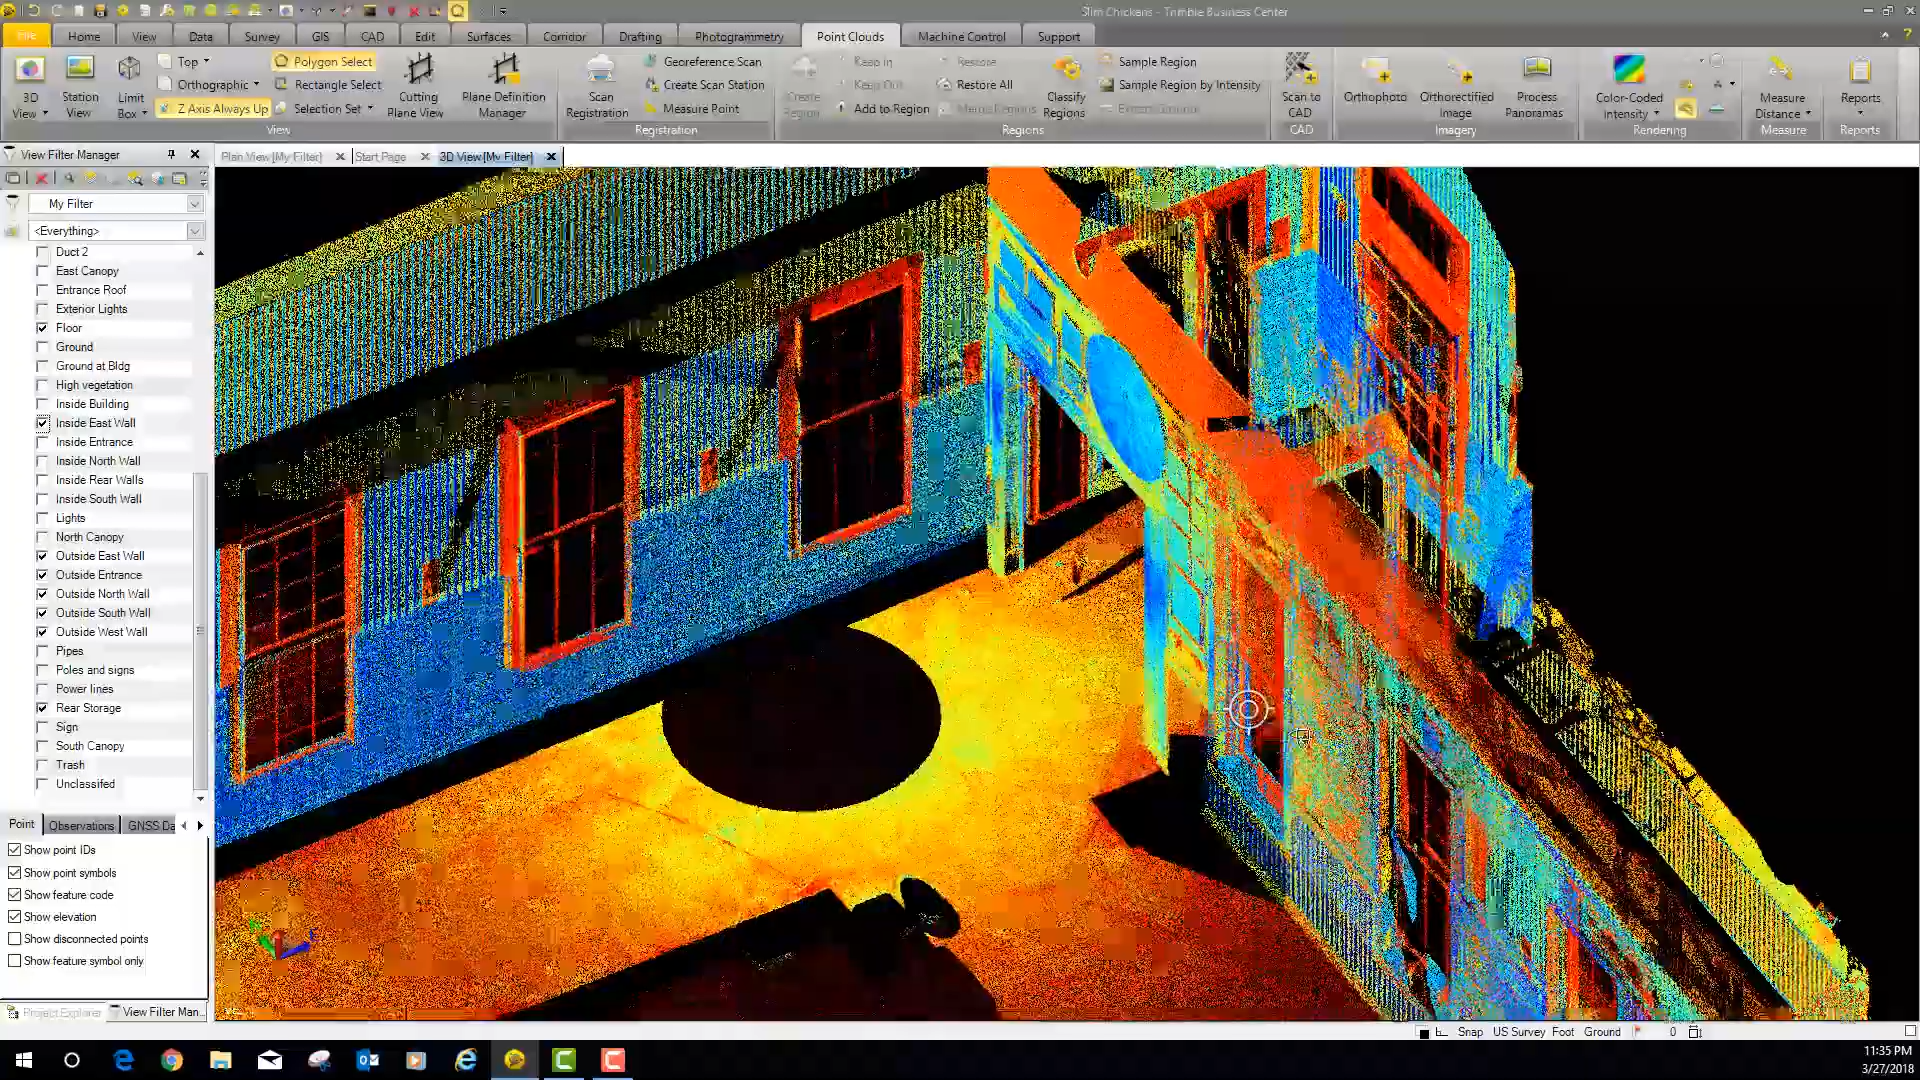 Slim Chickens - Trimble Business Center
File Home View Data Survey GIS CAD Edit Surfaces Corridor Drafting Photogrammetry Point Clouds Machine Control Support
3D View
Station View
Limit Box
Top
Orthographic
Z Axis Always Up
Polygon Select
Rectangle Select
Selection Set
Cutting Plane View
Plane Definition Manager
View
Scan Registration
Georeference Scan
Create Scan Station
Measure Point
Registration
Create Region
Keep In
Keep Out
Add to Region
Restore
Restore All
Merge Regions
Classify Regions
Sample Region
Sample Region by Intensity
Extract Ground
Regions
Scan to CAD
CAD
Orthophoto
Orthorectified Image
Process Panoramas
Imagery
Color-Coded Intensity
Rendering
Measure Distance
Measure
Reports
Reports
View Filter Manager
Plan View [My Filter] Start Page 3D View [My Filter]
My Filter
<Everything>
Duct 2
East Canopy
Entrance Roof
Exterior Lights
Floor
Ground
Ground at Bldg
High vegetation
Inside Building
Inside East Wall
Inside Entrance
Inside North Wall
Inside Rear Walls
Inside South Wall
Lights
North Canopy
Outside East Wall
Outside Entrance
Outside North Wall
Outside South Wall
Outside West Wall
Pipes
Poles and signs
Power lines
Rear Storage
Sign
South Canopy
Trash
Unclassifed
Point Observations GNSS Da
Show point IDs
Show point symbols
Show feature code
Show elevation
Show disconnected points
Show feature symbol only
Project Explorer View Filter Man...
Snap US Survey Foot Ground 0
11:35 PM
3/27/2018